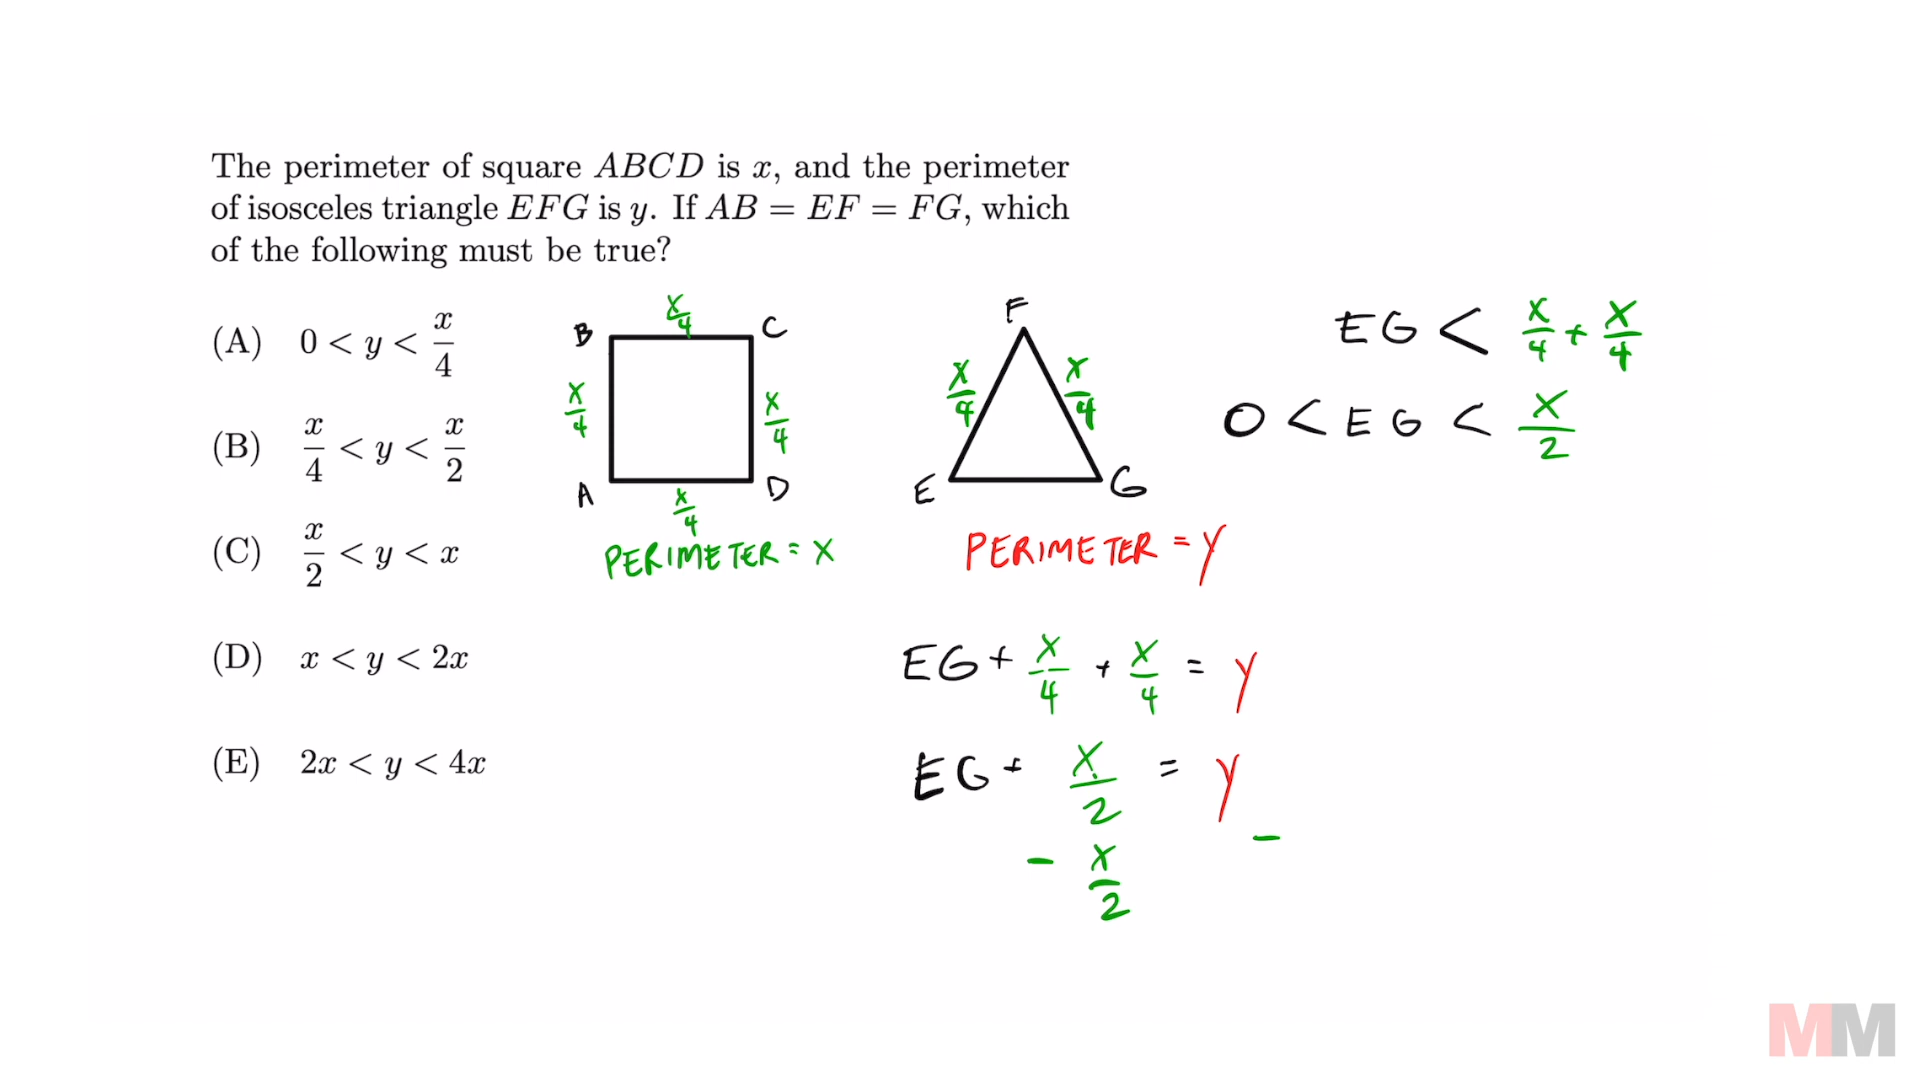 The perimeter of square ABCD is x, and the perimeter
of isosceles triangle EFG is y. If AB = EF = FG, which
of the following must be true?
(A) 0 < y < x/4
(B) x/4 < y < x/2
(C) x/2 < y < x
(D) x < y < 2x
(E) 2x < y < 4x
x/4
B C
x/4 x/4
A D
x/4
PERIMETER = X
F
x/4 x/4
E G
PERIMETER = Y
EG < x/4 + x/4
0 < EG < x/2
EG + x/4 + x/4 = Y
EG + x/2 = Y
- x/2 -
MM